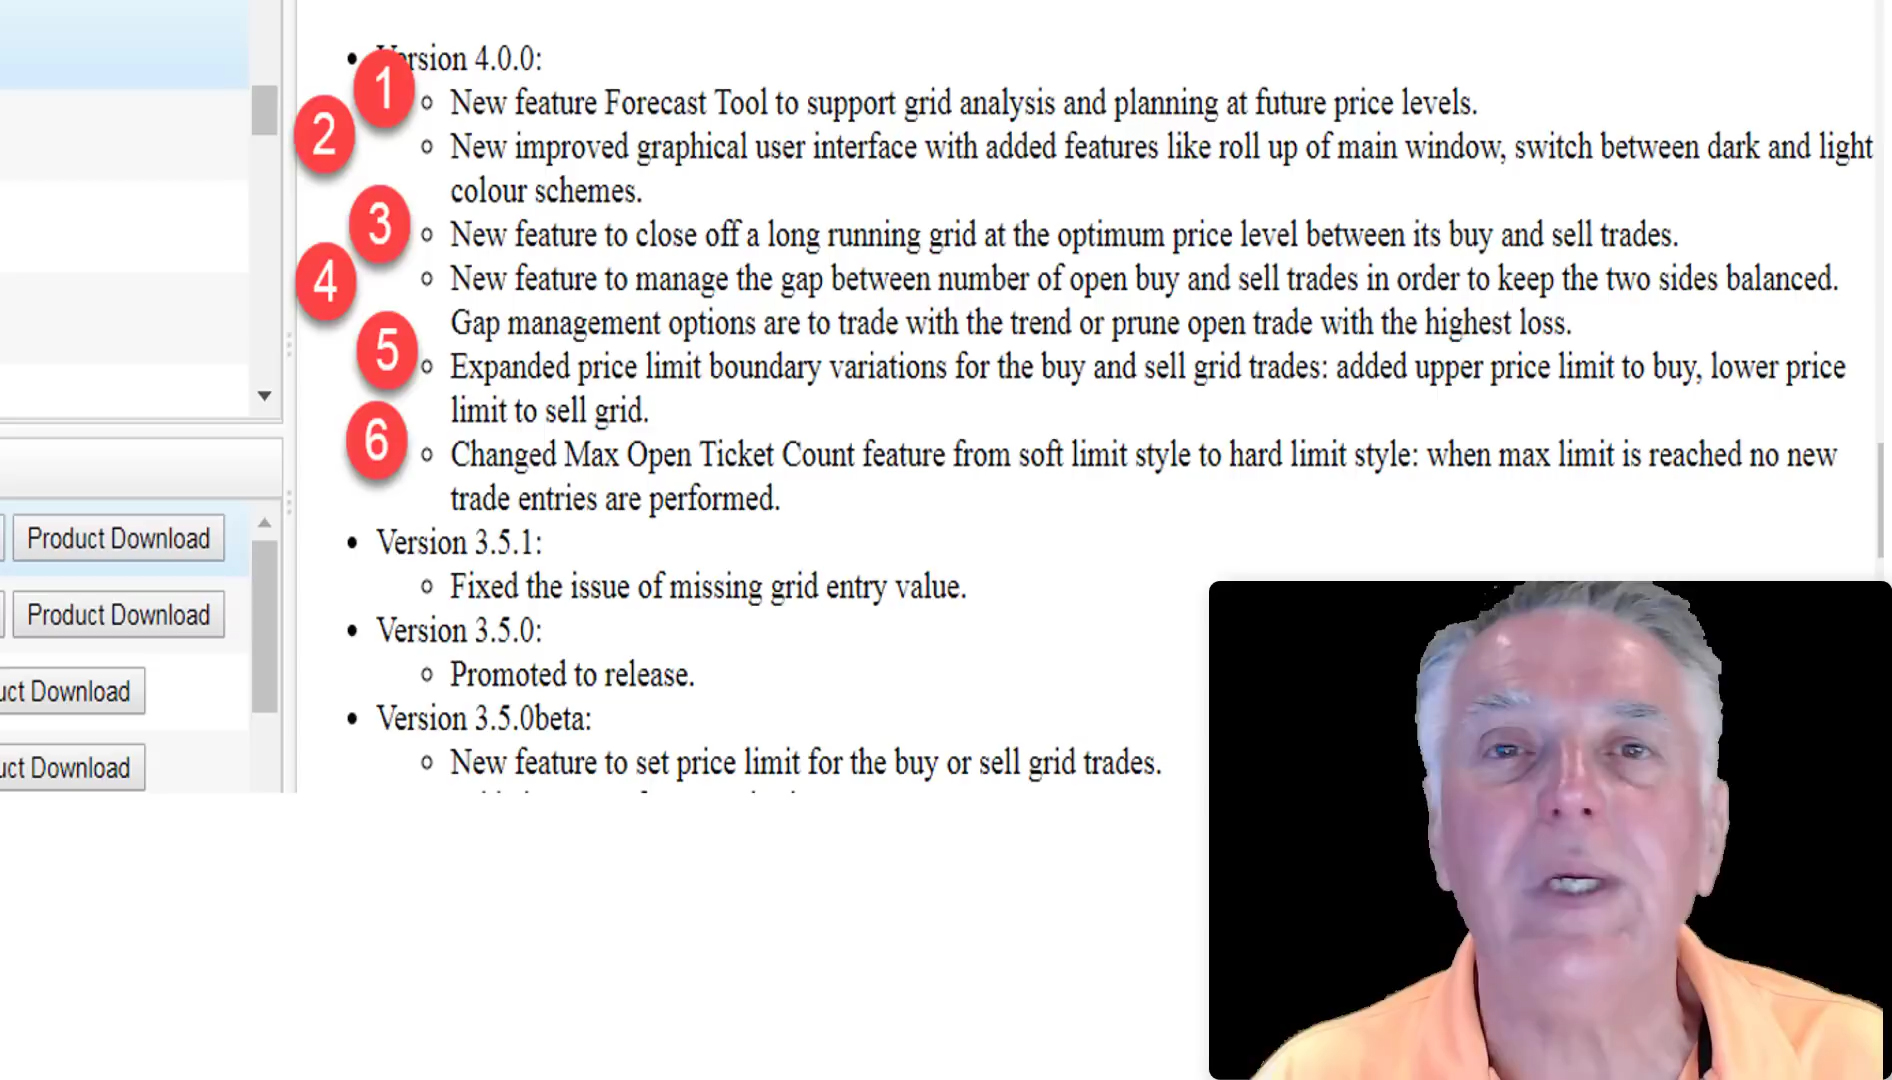 Version 4.0.0:
1
New feature Forecast Tool to support grid analysis and planning at future price levels.
2
New improved graphical user interface with added features like roll up of main window, switch between dark and light
colour schemes.
3
New feature to close off a long running grid at the optimum price level between its buy and sell trades.
4
New feature to manage the gap between number of open buy and sell trades in order to keep the two sides balanced.
Gap management options are to trade with the trend or prune open trade with the highest loss.
5
Expanded price limit boundary variations for the buy and sell grid trades: added upper price limit to buy, lower price
limit to sell grid.
6
Changed Max Open Ticket Count feature from soft limit style to hard limit style: when max limit is reached no new
trade entries are performed.
Version 3.5.1:
Fixed the issue of missing grid entry value.
Version 3.5.0:
Promoted to release.
Version 3.5.0beta:
New feature to set price limit for the buy or sell grid trades.
Product Download
Product Download
uct Download
uct Download